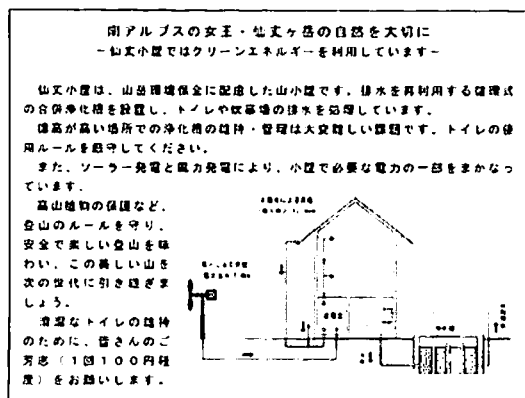 南アルプスの女王・仙丈ヶ岳の自然を大切に
~仙丈小屋ではクリーンエネルギーを利用しています~
仙丈小屋は、山岳環境保全に配慮した山小屋です。排水を再利用する循環式
の合併浄化槽を設置し、トイレや炊事場の排水を処理しています。
標高が高い場所での浄化槽の維持・管理は大変難しい課題です。トイレの使
用ルールを厳守してください。
また、ソーラー発電と風力発電により、小屋で必要な電力の一部をまかなっ
ています。
高山植物の保護など、
登山のルールを守り、
安全で楽しい登山を味
わい、この美しい山を
次の世代に引き継ぎま
しょう。
清潔なトイレの維持
のために、皆さんのご
芳志(1回100円程
度)をお願いします。